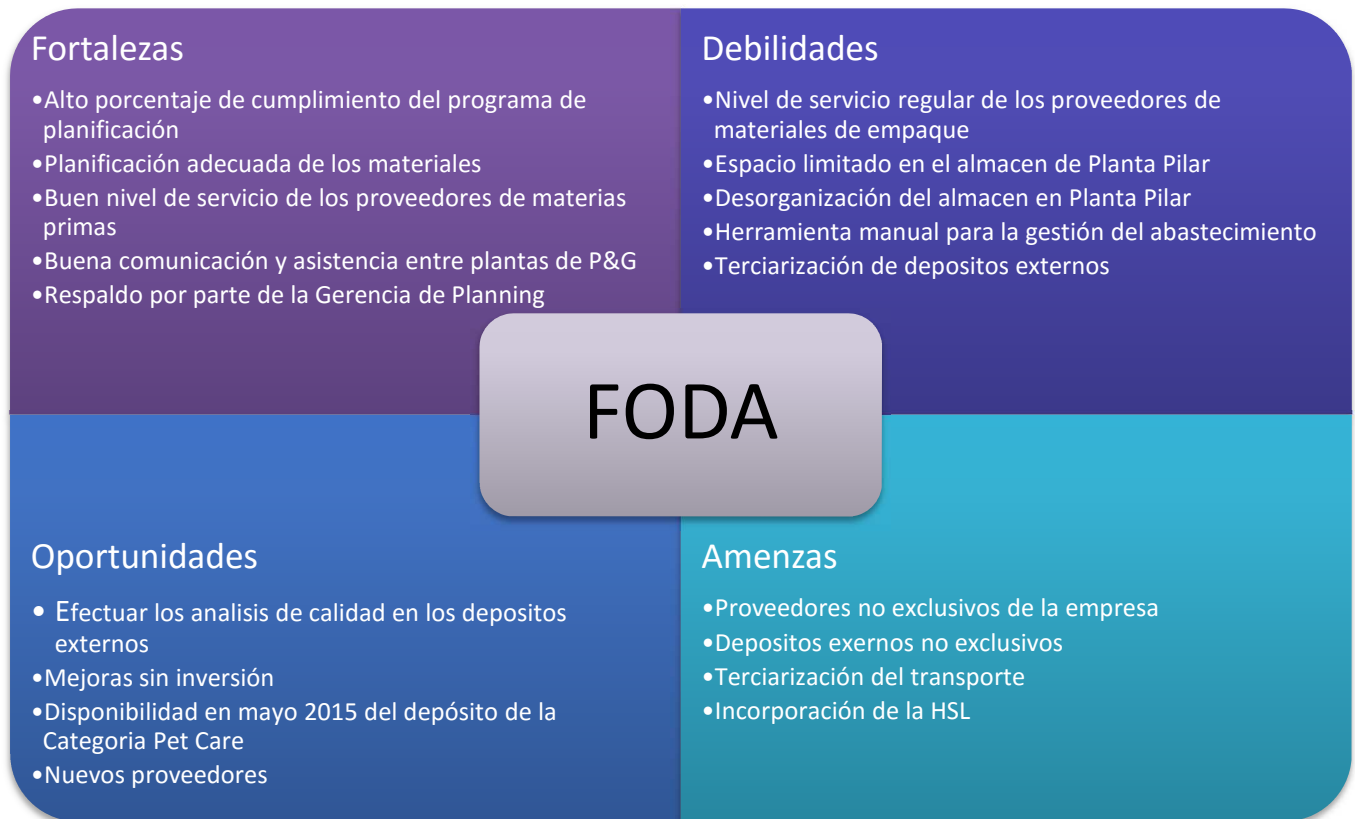 Fortalezas
•Alto porcentaje de cumplimiento del programa de
planificación
•Planificación adecuada de los materiales
•Buen nivel de servicio de los proveedores de materias
primas
•Buena comunicación y asistencia entre plantas de P&G
•Respaldo por parte de la Gerencia de Planning
Debilidades
•Nivel de servicio regular de los proveedores de
materiales de empaque
•Espacio limitado en el almacen de Planta Pilar
•Desorganización del almacen en Planta Pilar
•Herramienta manual para la gestión del abastecimiento
•Terciarización de depositos externos
FODA
Oportunidades
• Efectuar los analisis de calidad en los depositos
externos
•Mejoras sin inversión
•Disponibilidad en mayo 2015 del depósito de la
Categoria Pet Care
•Nuevos proveedores
Amenzas
•Proveedores no exclusivos de la empresa
•Depositos exernos no exclusivos
•Terciarización del transporte
•Incorporación de la HSL